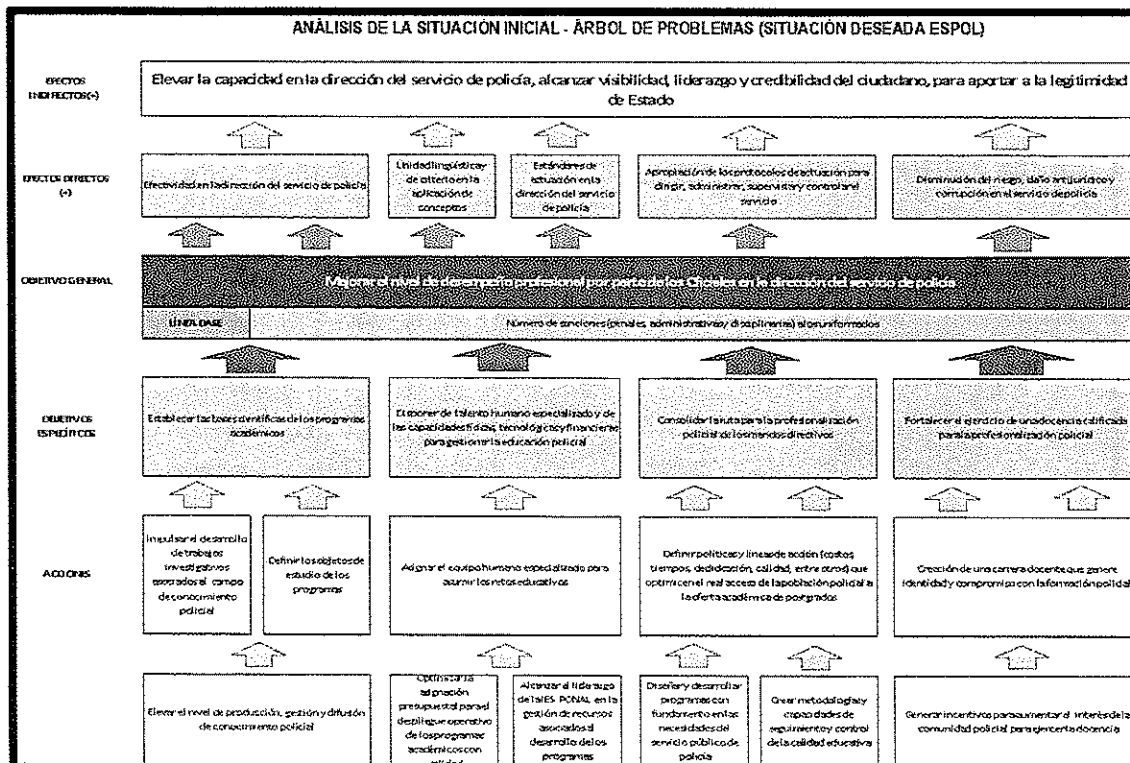 ANÁLISIS DE LA SITUACIÓN INICIAL - ÁRBOL DE PROBLEMAS (SITUACIÓN DESEADA ESPOL)
EFECTOS
INDIRECTOS(+)
Elevar la capacidad en la dirección del servicio de policía, alcanzar visibilidad, liderazgo y credibilidad del ciudadano, para aportar a la legitimidad
de Estado
EFECTOS DIRECTOS
(+)
Efectividad en la dirección del servicio de policía
Unidad lingüística y
de criterio en la
aplicación de
conceptos
Estándares de
actuación en la
dirección del servicio
de policía
Apropiación de los protocolos de actuación para
dirigir, administrar, supervisar y controlar el
servicio
Disminución del riesgo, daño antijurídico y
corrupción en el servicio de policía
OBJETIVO GENERAL
Mejorar el nivel de desempeño profesional por parte de los Oficiales en la dirección del servicio de policía
LÍNEA BASE
Número de sanciones (penales, administrativas y disciplinarias) a los uniformados
OBJETIVOS
ESPECÍFICOS
Establecer las bases científicas de los programas
académicos
Disponer de talento humano especializado y de
las capacidades físicas, tecnológicas y financieras
para gestionar la educación policial
Consolidar la ruta para la profesionalización
policial de los mandos directivos
Fortalecer el ejercicio de una docencia calificada
para la profesionalización policial
ACCIONES
Impulsar el desarrollo
de trabajos
investigativos
asociados al campo
de conocimiento
policial
Definir los objetos de
estudio de los
programas
Asignar el equipo humano especializado para
asumir los retos educativos
Definir políticas y líneas de acción (costos,
tiempos, dedicación, calidad, entre otros) que
optimicen el real acceso de la población policial a
la oferta académica de postgrados
Creación de una carrera docente que genere
identidad y compromiso con la formación policial
Elevar el nivel de producción, gestión y difusión
de conocimiento policial
Optimizar la
asignación
presupuestal para el
despliegue operativo
de los programas
académicos con
calidad
Alcanzar el liderazgo
de la IES-PONAL en la
gestión de recursos
asociados al
desarrollo de los
programas
Diseñar y desarrollar
programas con
fundamento en las
necesidades del
servicio público de
policía
Crear metodologías y
capacidades de
seguimiento y control
de la calidad educativa
Generar incentivos para aumentar el interés de la
comunidad policial para ejercer la docencia